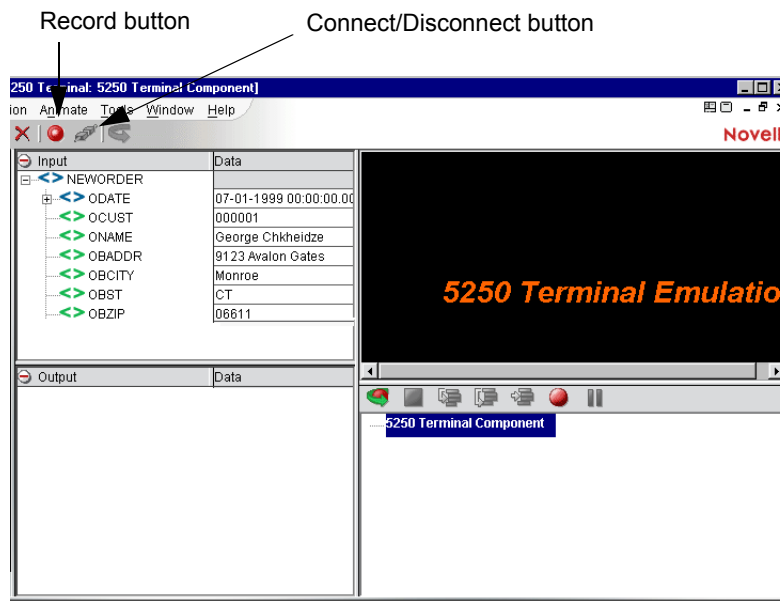 Record button
Connect/Disconnect button
250 Terminal: 5250 Terminal Component]
ion Animate Tools Window Help
Novell
Input Data
NEWORDER
ODATE 07-01-1999 00:00:00.00
OCUST 000001
ONAME George Chkheidze
OBADDR 9123 Avalon Gates
OBCITY Monroe
OBST CT
OBZIP 06611
5250 Terminal Emulatio
Output Data
5250 Terminal Component